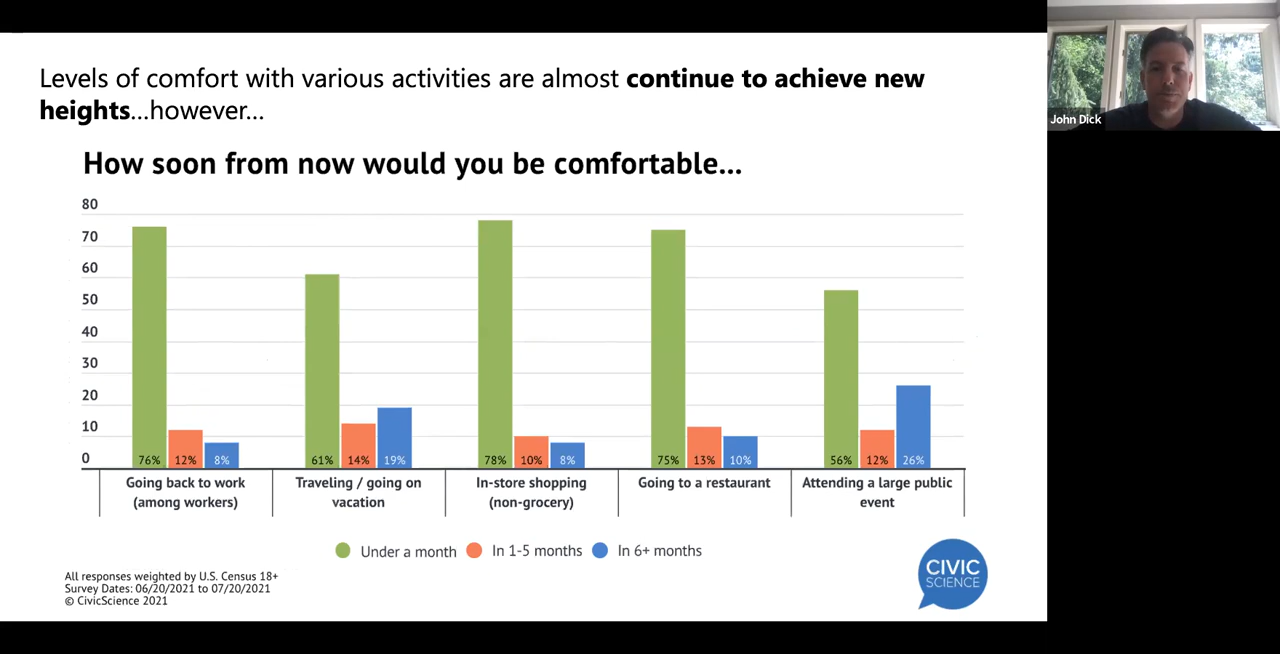 Levels of comfort with various activities are almost continue to achieve new
heights...however...
John Dick
How soon from now would you be comfortable...
80
70
60
50
40
30
20
10
0
76% 12% 8% 61% 14% 19% 78% 10% 8% 75% 13% 10% 56% 12% 26%
Going back to work
(among workers)
Traveling / going on
vacation
In-store shopping
(non-grocery)
Going to a restaurant
Attending a large public
event
Under a month In 1-5 months In 6+ months
All responses weighted by U.S. Census 18+
Survey Dates: 06/20/2021 to 07/20/2021
© CivicScience 2021
CIVIC
SCIENCE